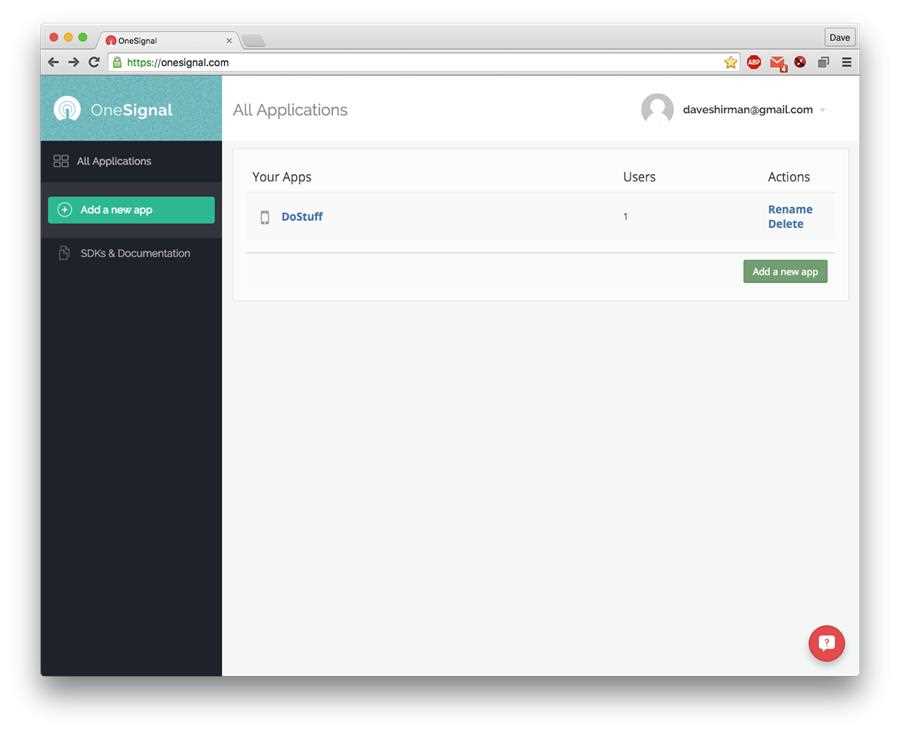 OneSignal
Dave
https://onesignal.com
ABP
OneSignal
All Applications
daveshirman@gmail.com
All Applications
Add a new app
SDKs & Documentation
Your Apps Users Actions
DoStuff 1 Rename
Delete
Add a new app
?